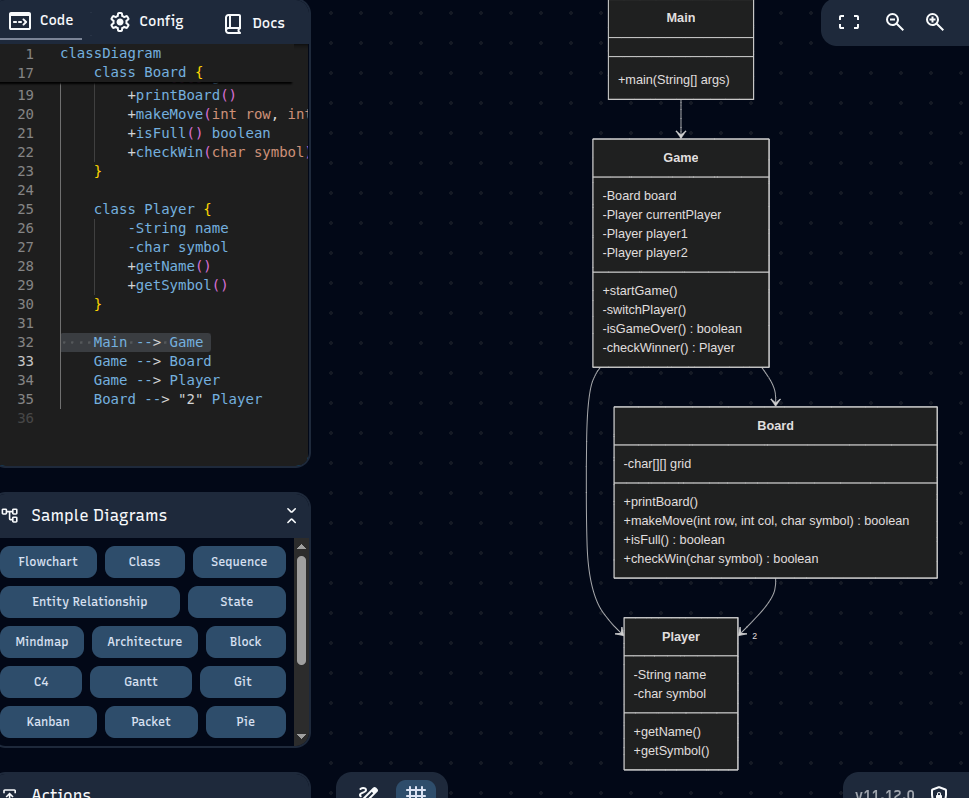 Code
Config
Docs
1 classDiagram
17 class Board {
19 +printBoard()
20 +makeMove(int row, int
21 +isFull() boolean
22 +checkWin(char symbol)
23 }
24
25 class Player {
26 -String name
27 -char symbol
28 +getName()
29 +getSymbol()
30 }
31
32 ····Main·-->·Game
33 Game --> Board
34 Game --> Player
35 Board --> "2" Player
36
Sample Diagrams
Flowchart Class Sequence
Entity Relationship State
Mindmap Architecture Block
C4 Gantt Git
Kanban Packet Pie
Actions
Main
+main(String[] args)
Game
-Board board
-Player currentPlayer
-Player player1
-Player player2
+startGame()
-switchPlayer()
-isGameOver() : boolean
-checkWinner() : Player
Board
-char[][] grid
+printBoard()
+makeMove(int row, int col, char symbol) : boolean
+isFull() : boolean
+checkWin(char symbol) : boolean
2
Player
-String name
-char symbol
+getName()
+getSymbol()
v11.12.0